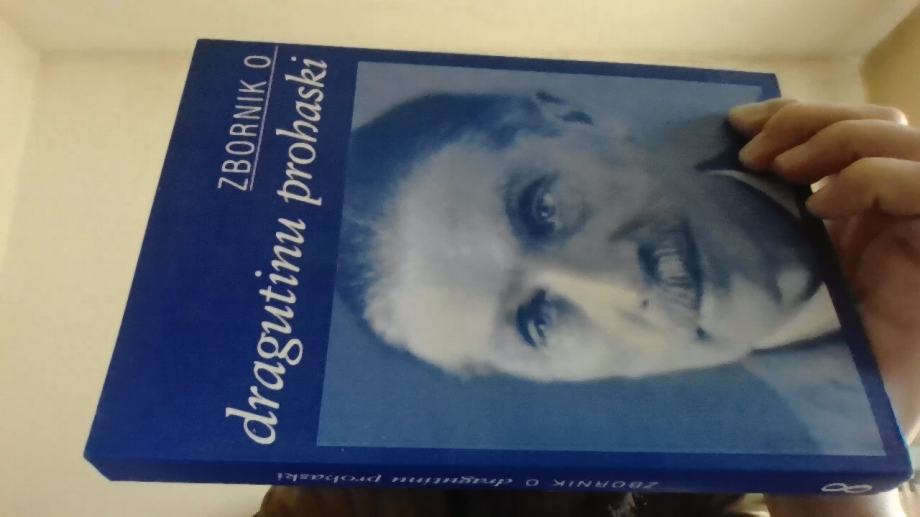 ZBORNIK O
dragutinu prohaski
ZBORNIK O dragutinu prohaski